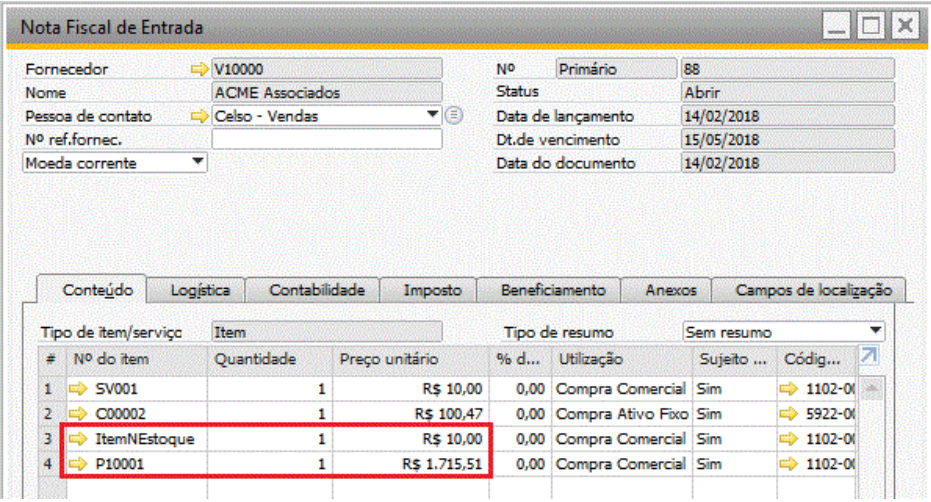 Nota Fiscal de Entrada
Fornecedor V10000 Nº Primário 88
Nome ACME Associados Status Abrir
Pessoa de contato Celso - Vendas Data de lançamento 14/02/2018
Nº ref.fornec. Dt.de vencimento 15/05/2018
Moeda corrente Data do documento 14/02/2018
Conteúdo Logística Contabilidade Imposto Beneficiamento Anexos Campos de localização
Tipo de item/serviço Item Tipo de resumo Sem resumo
# Nº do item Quantidade Preço unitário % d... Utilização Sujeito ... Códig...
1 SV001 1 R$ 10,00 0,00 Compra Comercial Sim 1102-00
2 C00002 1 R$ 100,47 0,00 Compra Ativo Fixo Sim 5922-00
3 ItemNEstoque 1 R$ 10,00 0,00 Compra Comercial Sim 1102-00
4 P10001 1 R$ 1.715,51 0,00 Compra Comercial Sim 1102-00